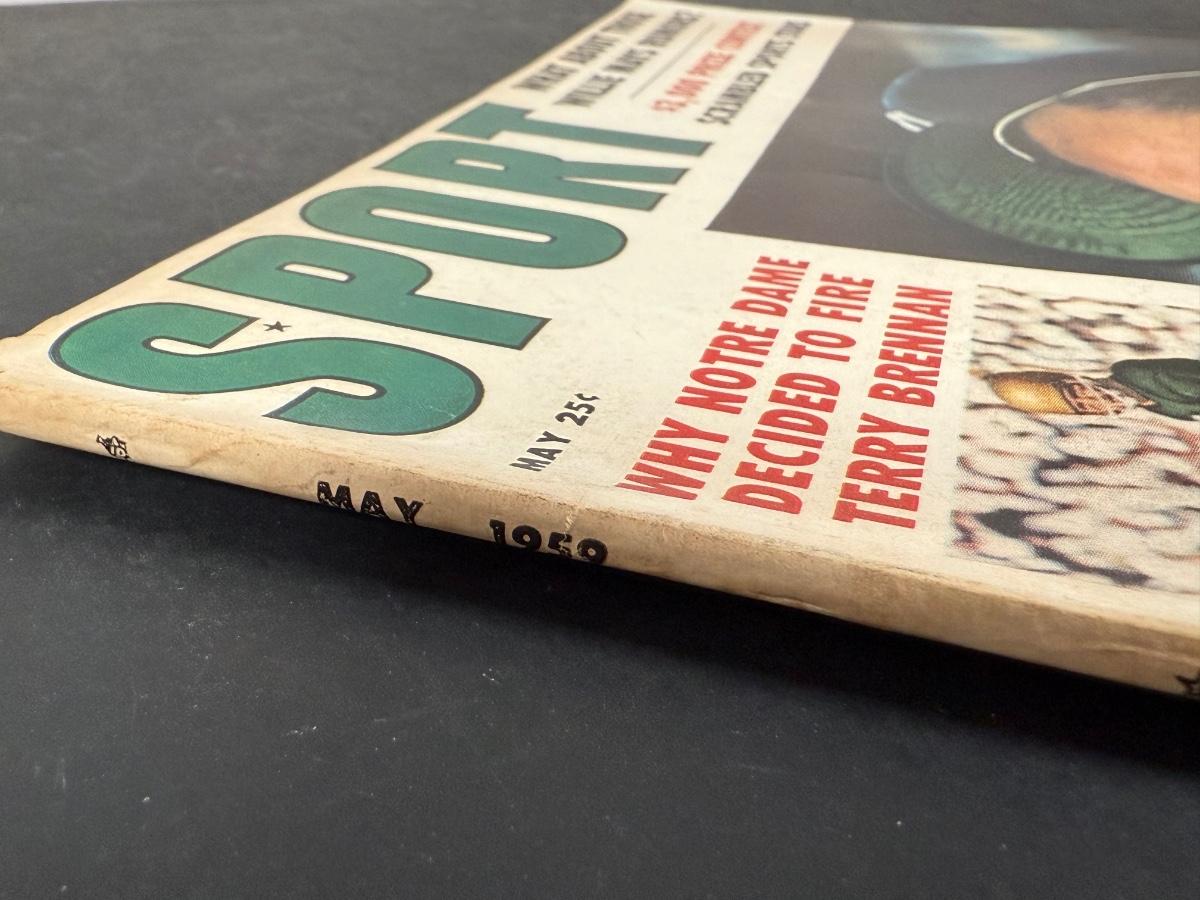 WHAT ABOUT THOSE
WILLIE MAYS RUMORS?
$3,000 PRIZE CONTEST
SCRAMBLED SPORTS STARS
SPORT
MAY 25¢
WHY NOTRE DAME
DECIDED TO FIRE
TERRY BRENNAN
MAY 1959